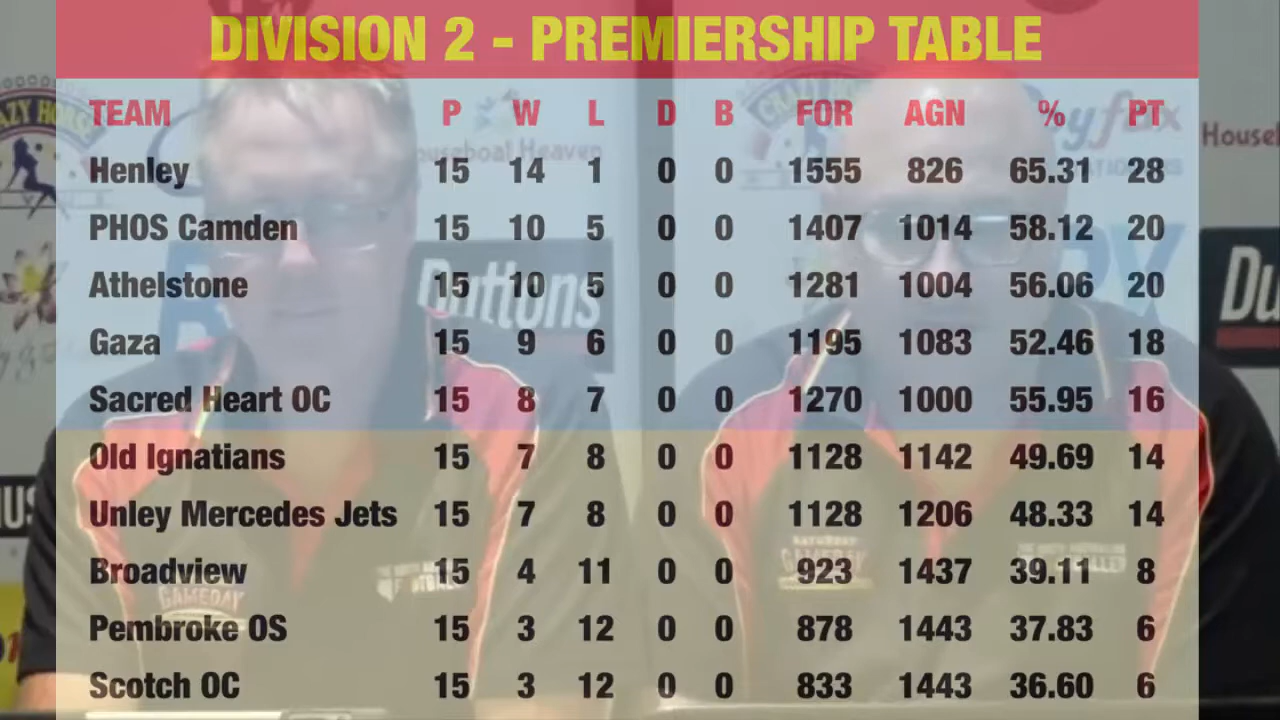 DIVISION 2 - PREMIERSHIP TABLE
TEAM P W L D B FOR AGN % PT
Henley 15 14 1 0 0 1555 826 65.31 28
PHOS Camden 15 10 5 0 0 1407 1014 58.12 20
Athelstone 15 10 5 0 0 1281 1004 56.06 20
Gaza 15 9 6 0 0 1195 1083 52.46 18
Sacred Heart OC 15 8 7 0 0 1270 1000 55.95 16
Old Ignatians 15 7 8 0 0 1128 1142 49.69 14
Unley Mercedes Jets 15 7 8 0 0 1128 1206 48.33 14
Broadview 15 4 11 0 0 923 1437 39.11 8
Pembroke OS 15 3 12 0 0 878 1443 37.83 6
Scotch OC 15 3 12 0 0 833 1443 36.60 6
Duttons
GAMEDAY
SATURDAY
GAMEDAY